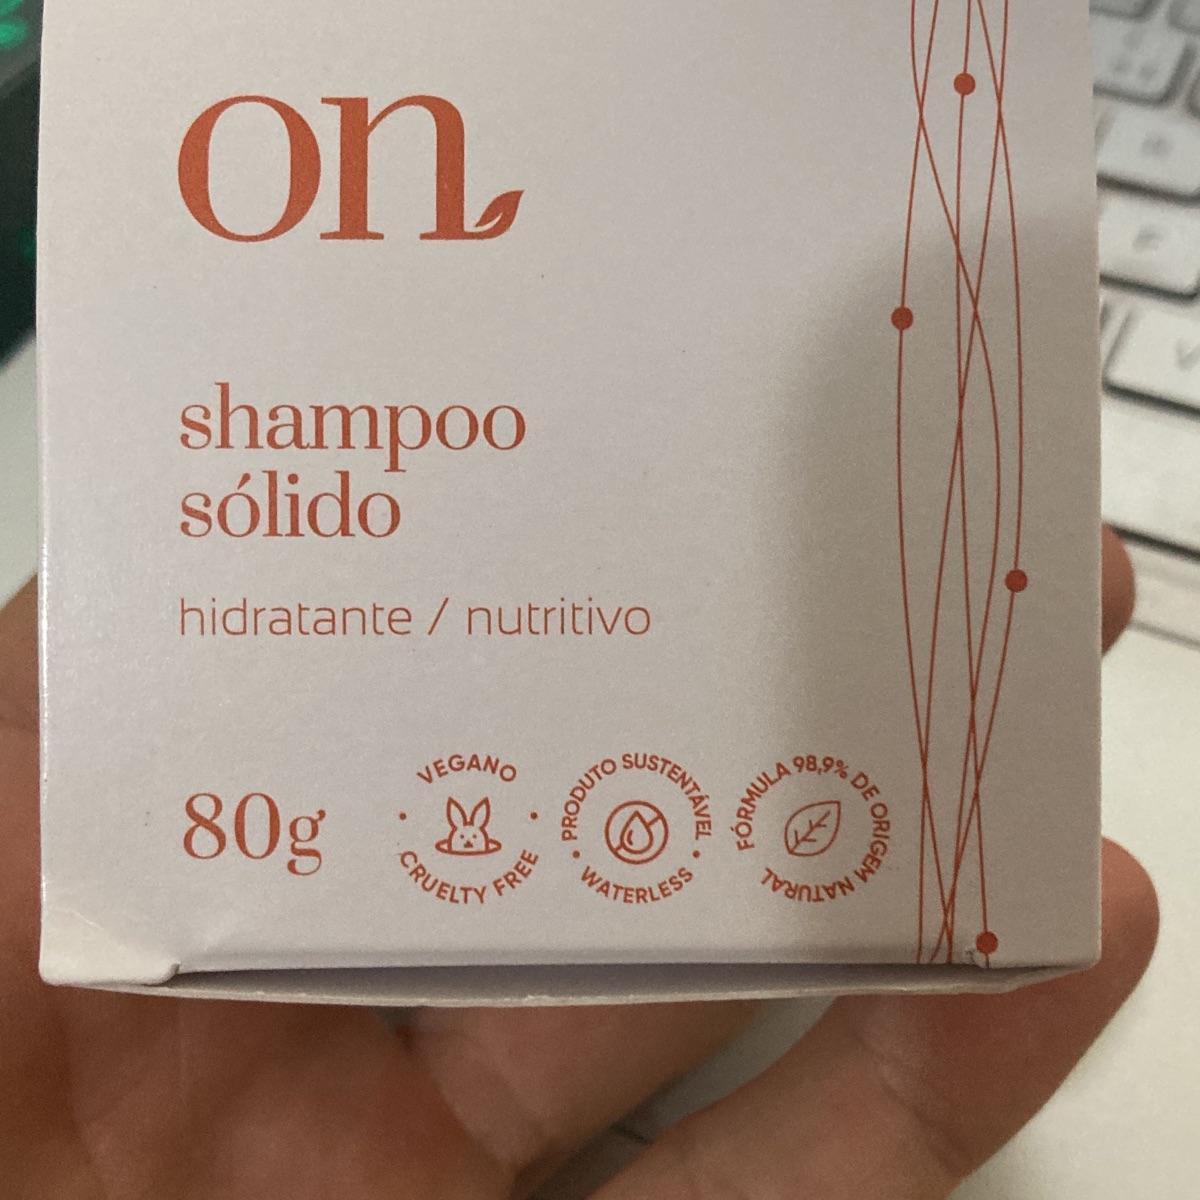 on
shampoo
sólido
hidratante / nutritivo
80g
VEGANO
CRUELTY FREE
PRODUTO SUSTENTÁVEL
WATERLESS
FÓRMULA 98,9% DE ORIGEM NATURAL